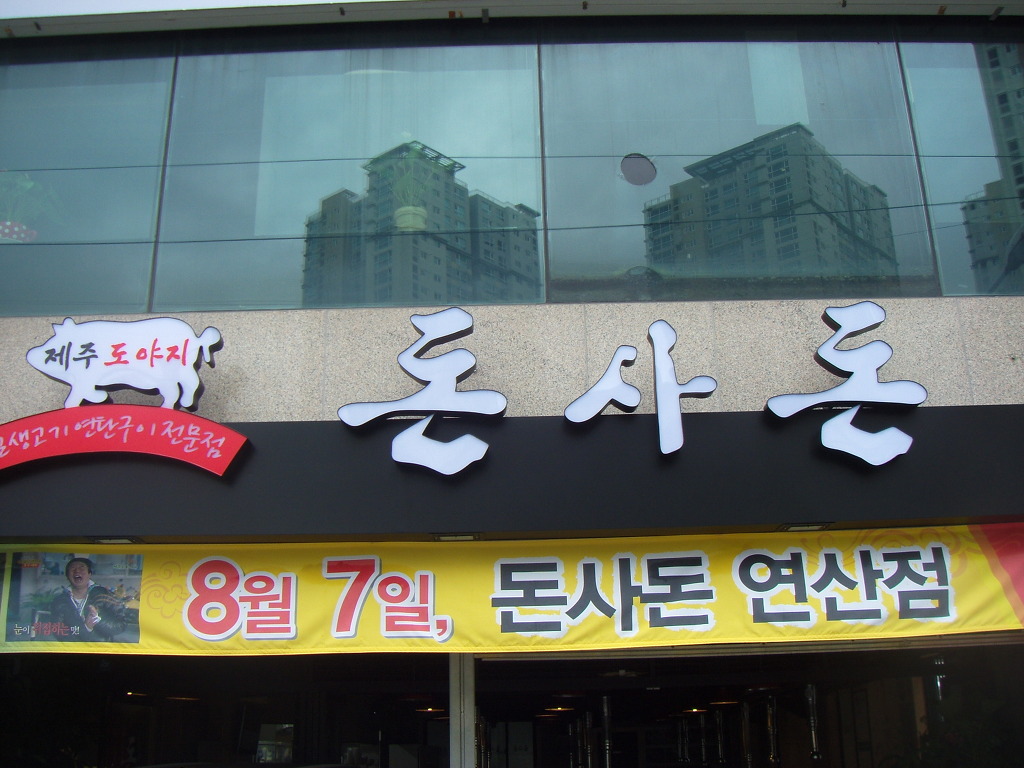 제주 도야지
생고기 연탄구이 전문점
돈사돈
8월 7일, 돈사돈 연산점